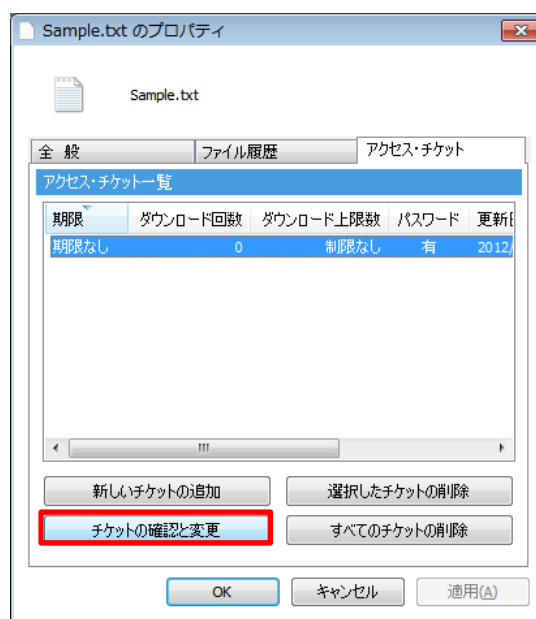 Sample.txt のプロパティ
Sample.txt
全 般 ファイル履歴 アクセス・チケット
アクセス・チケット一覧
期限 ダウンロード回数 ダウンロード上限数 パスワード 更新
期限なし 0 制限なし 有 2012/
新しいチケットの追加 選択したチケットの削除
チケットの確認と変更 すべてのチケットの削除
OK キャンセル 適用(A)